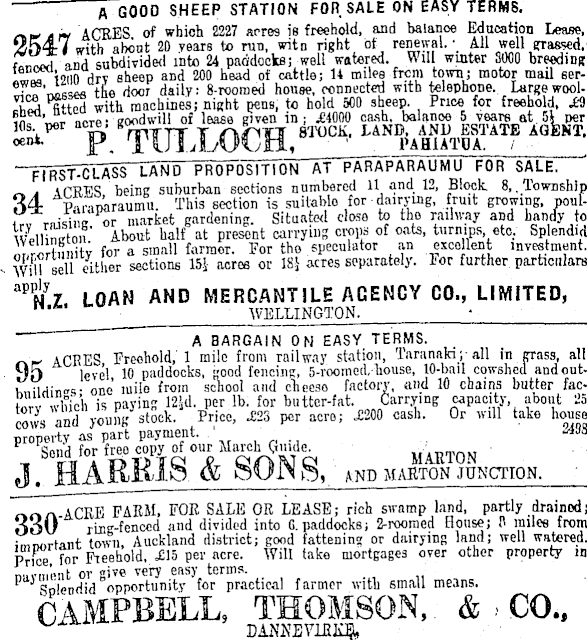 A GOOD SHEEP STATION FOR SALE ON EASY TERMS.
2547 ACRES, of which 2227 acres is freehold, and balance Education Lease,
with about 20 years to run, with right of renewal. All well grassed,
fenced, and subdivided into 24 paddocks; well watered. Will winter 3000 breeding
ewes, 1200 dry sheep and 200 head of cattle; 14 miles from town; motor mail ser-
vice passes the door daily: 8-roomed house, connected with telephone. Large wool-
shed, fitted with machines; night pens, to hold 500 sheep. Price for freehold, £9
10s. per acre; goodwill of lease given in; £4000 cash, balance 5 years at 5½ per
cent.
P. TULLOCH, STOCK, LAND, AND ESTATE AGENT,
PAHIATUA.
FIRST-CLASS LAND PROPOSITION AT PARAPARAUMU FOR SALE.
34 ACRES, being suburban sections numbered 11 and 12, Block 8, Township
Paraparaumu. This section is suitable for dairying, fruit growing, poul-
try raising, or market gardening. Situated close to the railway and handy to
Wellington. About half at present carrying crops of oats, turnips, etc. Splendid
opportunity for a small farmer. For the speculator an excellent investment.
Will sell either sections 15½ acres or 18½ acres separately. For further particulars
apply
N.Z. LOAN AND MERCANTILE AGENCY CO., LIMITED,
WELLINGTON.
A BARGAIN ON EASY TERMS.
95 ACRES, Freehold, 1 mile from railway station, Taranaki; all in grass, all
level, 10 paddocks, good fencing, 5-roomed house, 10-bail cowshed and out-
buildings; one mile from school and cheese factory, and 10 chains butter fac-
tory which is paying 12½d. per lb. for butter-fat. Carrying capacity, about 25
cows and young stock. Price, £23 per acre; £200 cash. Or will take house
property as part payment. 2498
Send for free copy of our March Guide.
J. HARRIS & SONS, MARTON
AND MARTON JUNCTION.
330-ACRE FARM, FOR SALE OR LEASE; rich swamp land, partly drained;
ring-fenced and divided into 6 paddocks; 2-roomed House; miles from
important town, Auckland district; good fattening or dairying land; well watered.
Price, for Freehold, £15 per acre. Will take mortgages over other property in
payment or give very easy terms.
Splendid opportunity for practical farmer with small means.
CAMPBELL, THOMSON, & CO.,
DANNEVIRKE,